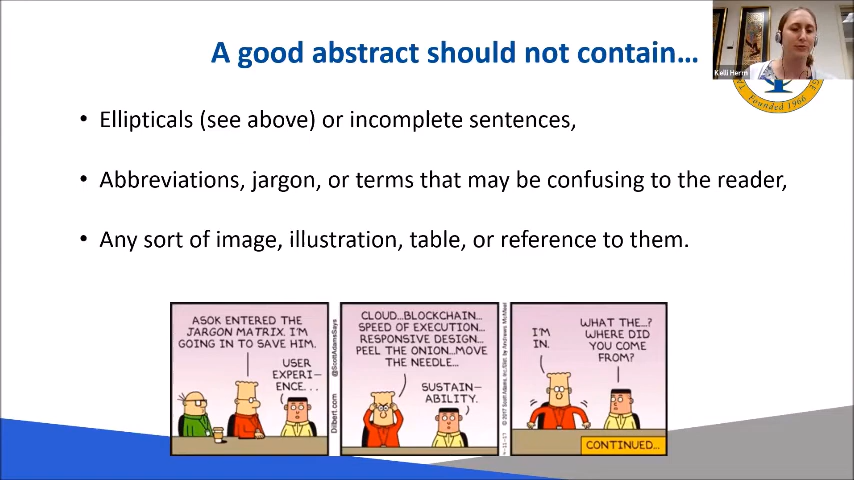 A good abstract should not contain…
Kelli Herm
Founded 1906
• Ellipticals (see above) or incomplete sentences,
• Abbreviations, jargon, or terms that may be confusing to the reader,
• Any sort of image, illustration, table, or reference to them.
ASOK ENTERED THE
JARGON MATRIX. I'M
GOING IN TO SAVE HIM.
USER
EXPERI-
ENCE. . .
Dilbert.com
@ScottAdamsSays
CLOUD...BLOCKCHAIN...
SPEED OF EXECUTION...
RESPONSIVE DESIGN...
PEEL THE ONION...MOVE
THE NEEDLE...
SUSTAIN-
ABILITY.
I'M
IN.
WHAT THE...?
WHERE DID
YOU COME
FROM?
CONTINUED...